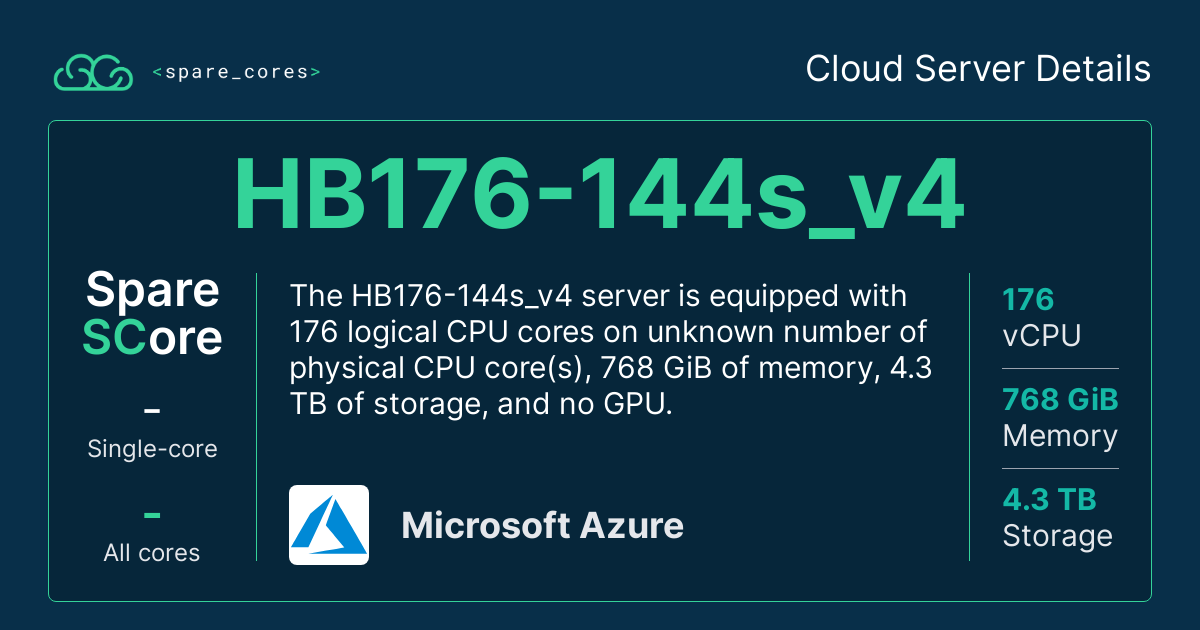 <spare_cores>
Cloud Server Details
HB176-144s_v4
Spare
SCore
–
Single-core
–
All cores
The HB176-144s_v4 server is equipped with
176 logical CPU cores on unknown number of
physical CPU core(s), 768 GiB of memory, 4.3
TB of storage, and no GPU.
Microsoft Azure
176
vCPU
768 GiB
Memory
4.3 TB
Storage